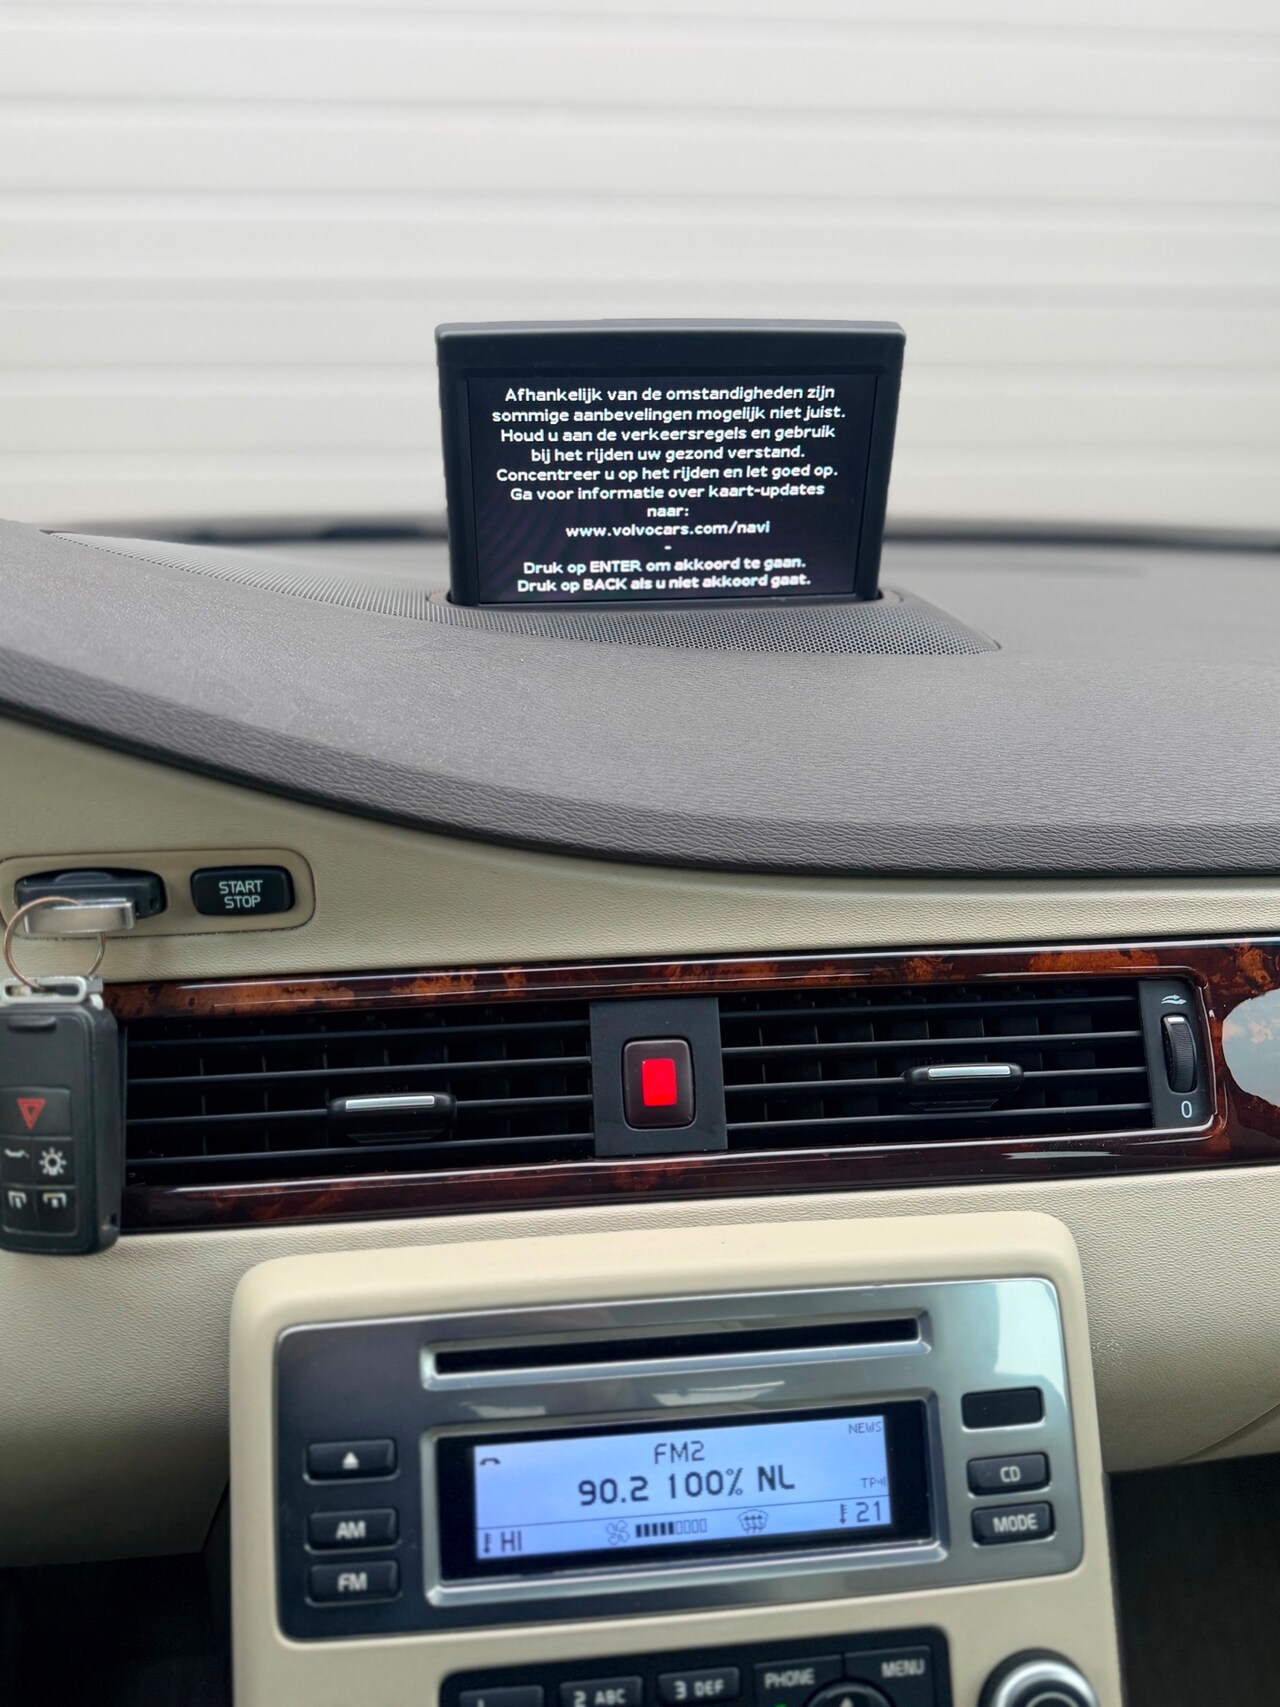 Afhankelijk van de omstandigheden zijn
sommige aanbevelingen mogelijk niet juist.
Houd u aan de verkeersregels en gebruik
bij het rijden uw gezond verstand.
Concentreer u op het rijden en let goed op.
Ga voor informatie over kaart-updates
naar:
www.volvocars.com/navi
-
Druk op ENTER om akkoord te gaan.
Druk op BACK als u niet akkoord gaat.
START
STOP
0
NEWS
FM2
90.2 100% NL
TP
HI
21
AM
FM
CD
MODE
1
2 ABC
3 DEF
PHONE
MENU